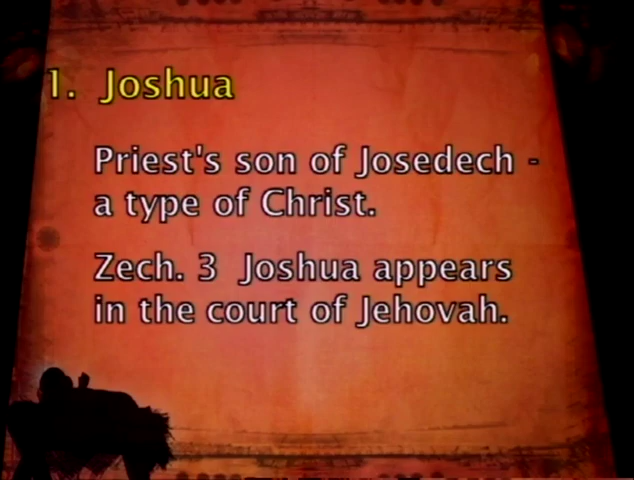 1. Joshua
Priest's son of Josedech -
a type of Christ.
Zech. 3 Joshua appears
in the court of Jehovah.